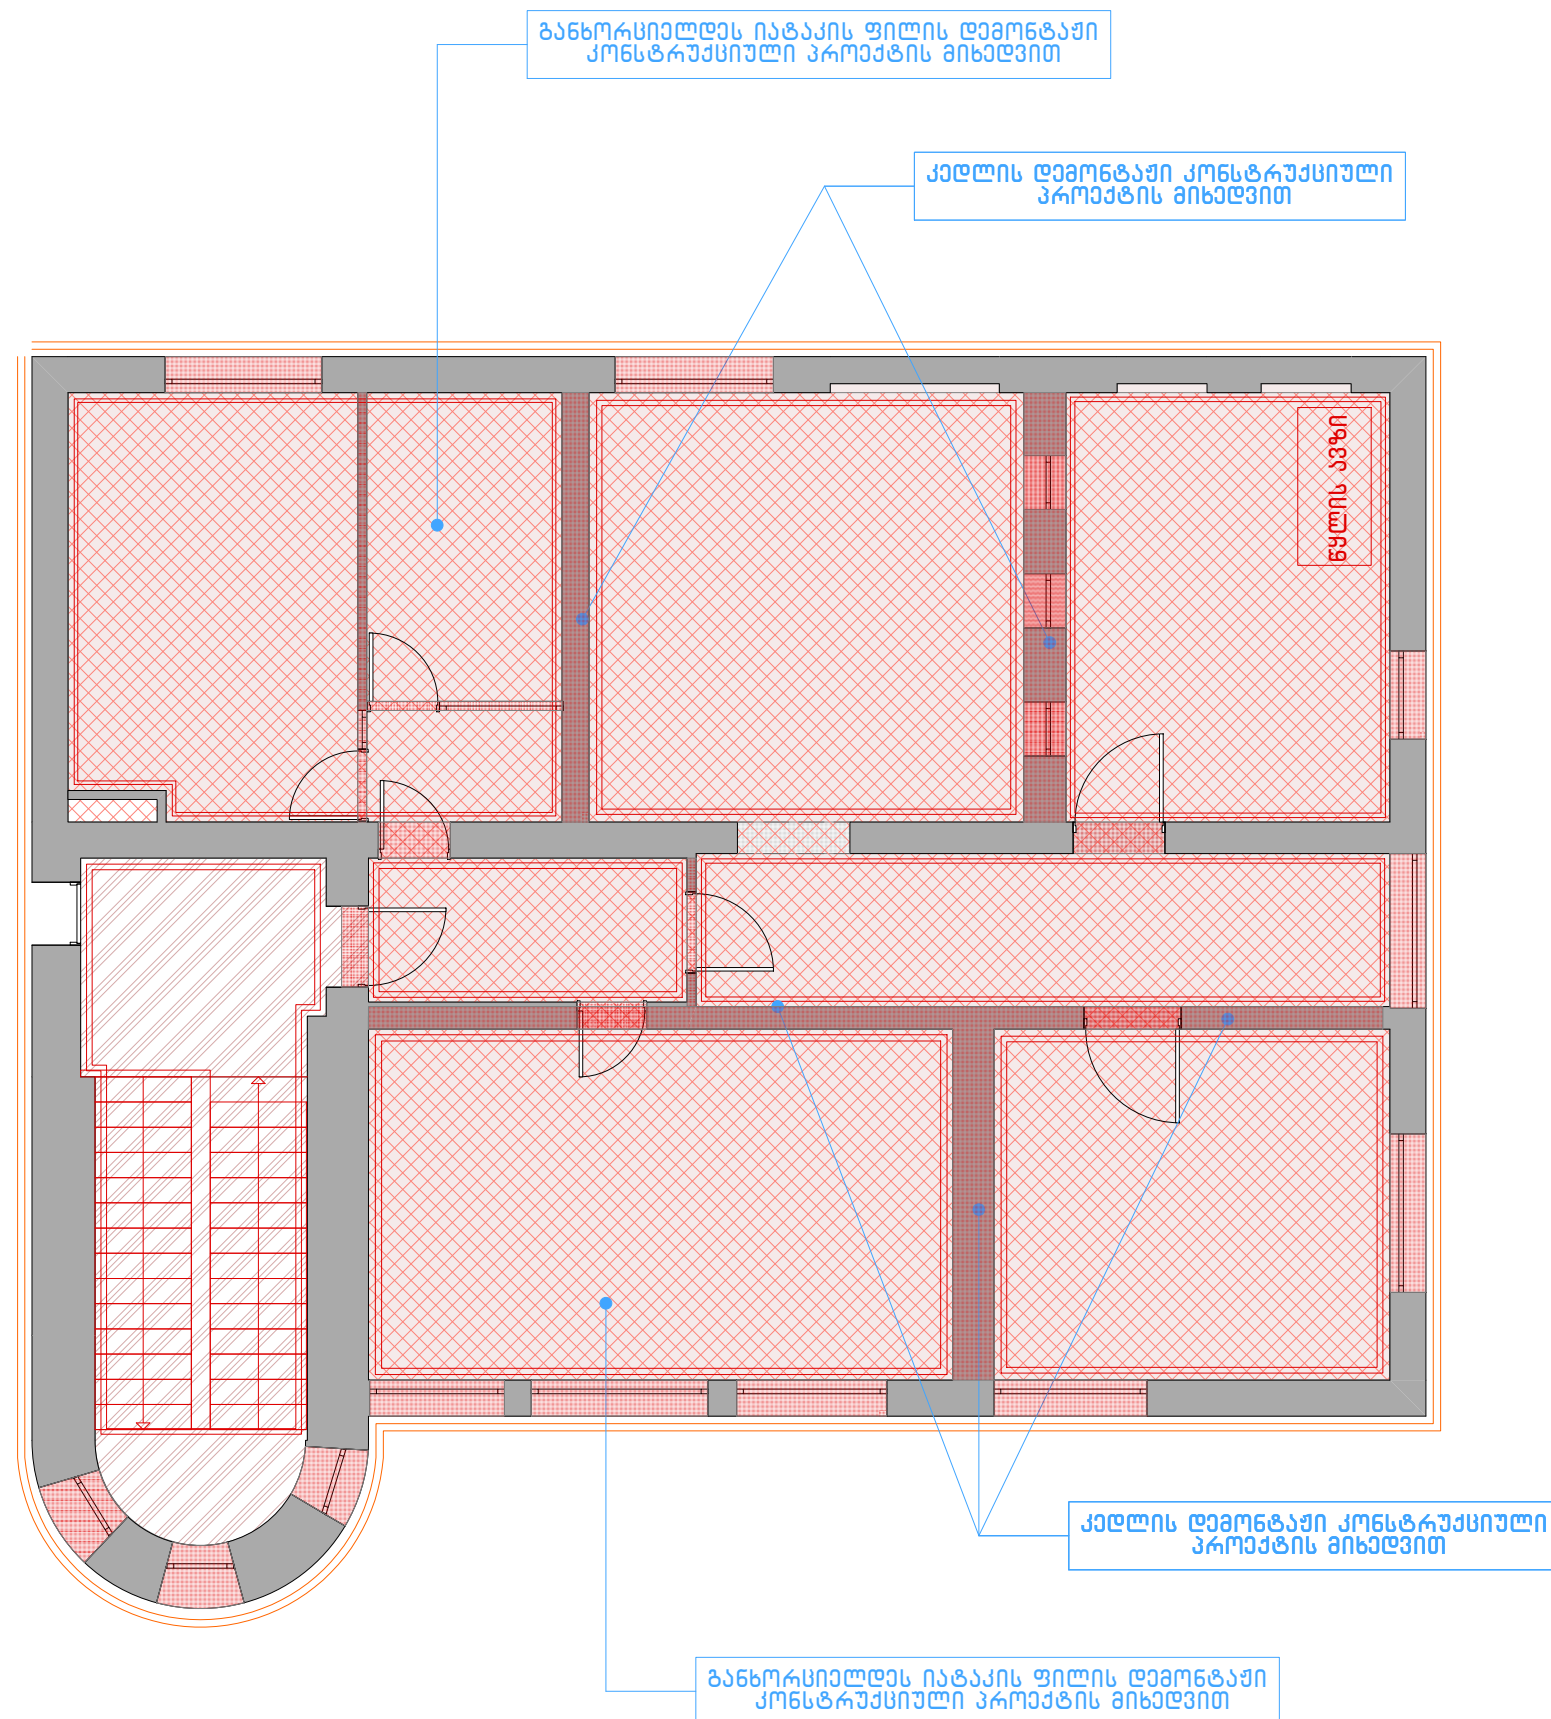 განხორციელდეს იატაკის ფილის დემონტაჟი
კონსტრუქციული პროექტის მიხედვით
კედლის დემონტაჟი კონსტრუქციული
პროექტის მიხედვით
წყლის ავზი
კედლის დემონტაჟი კონსტრუქციული
პროექტის მიხედვით
განხორციელდეს იატაკის ფილის დემონტაჟი
კონსტრუქციული პროექტის მიხედვით